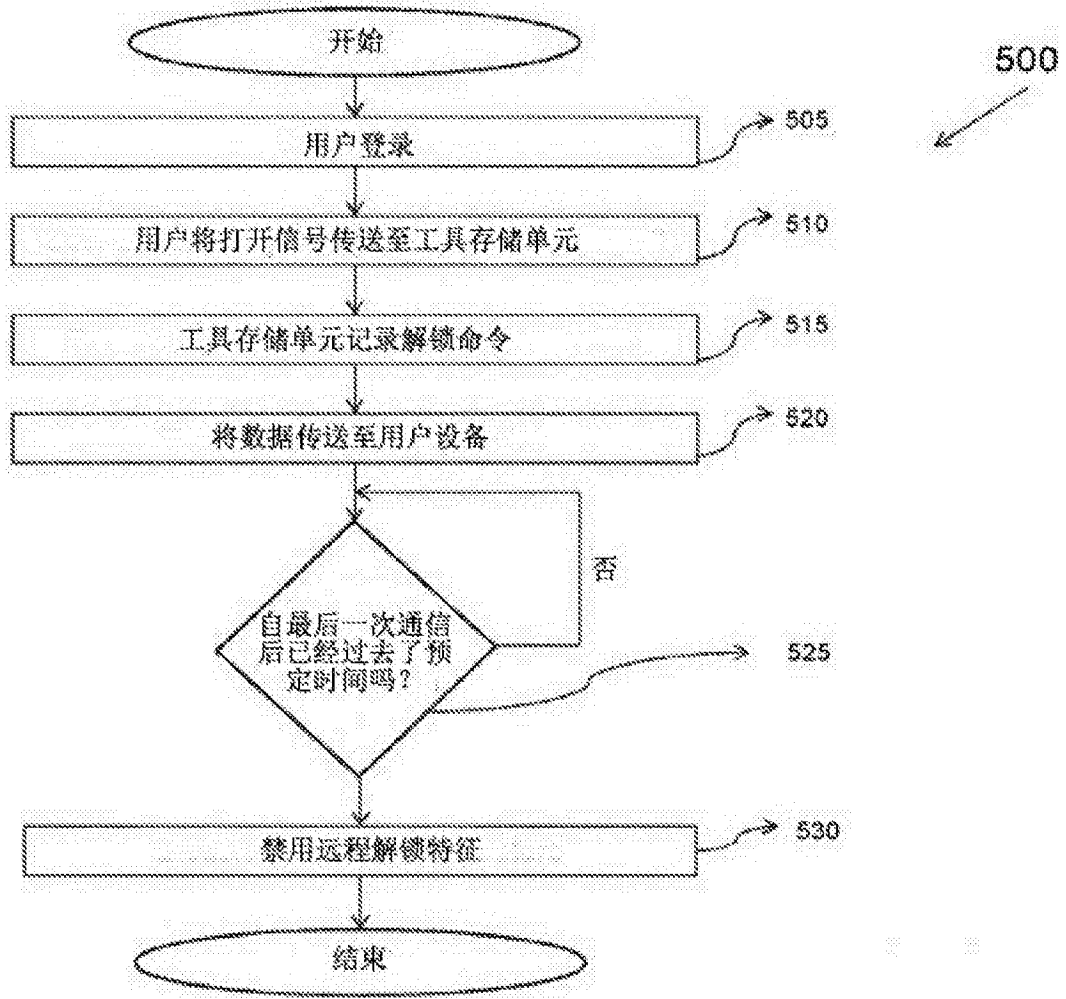 开始
500
用户登录
505
用户将打开信号传送至工具存储单元
510
工具存储单元记录解锁命令
515
将数据传送至用户设备
520
否
自最后一次通信
后已经过去了预
定时间吗?
525
禁用远程解锁特征
530
结束